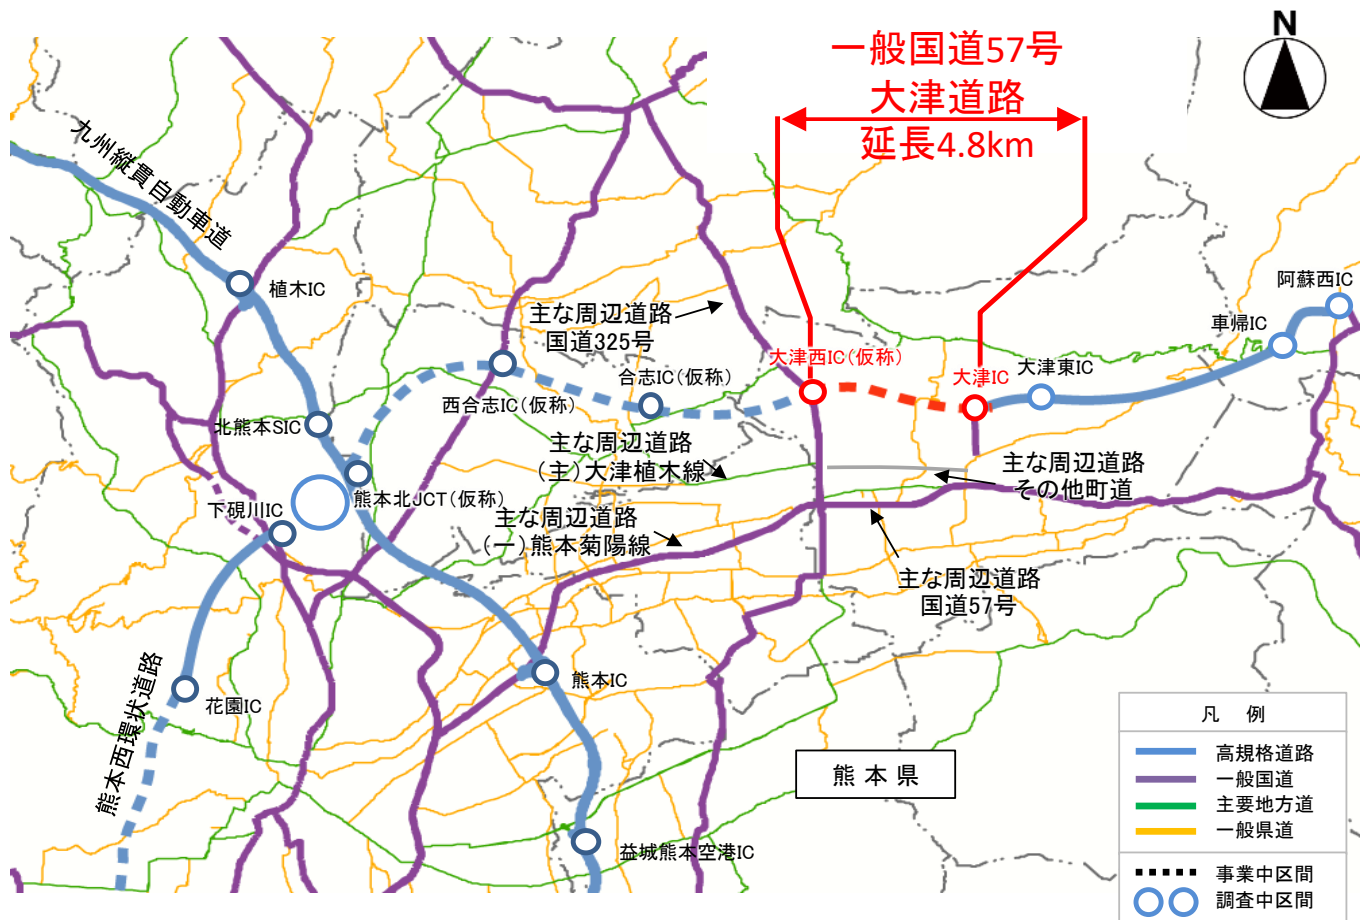 一般国道57号
大津道路
延長4.8km
N
九州縦貫自動車道
植木IC
主な周辺道路
国道325号
阿蘇西IC
車帰IC
大津西IC(仮称)
大津IC
大津東IC
合志IC(仮称)
西合志IC(仮称)
北熊本SIC
主な周辺道路
(主)大津植木線
主な周辺道路
その他町道
熊本北JCT(仮称)
下硯川IC
主な周辺道路
(一)熊本菊陽線
主な周辺道路
国道57号
熊本西環状道路
花園IC
熊本IC
熊本県
益城熊本空港IC
凡 例
高規格道路
一般国道
主要地方道
一般県道
事業中区間
調査中区間